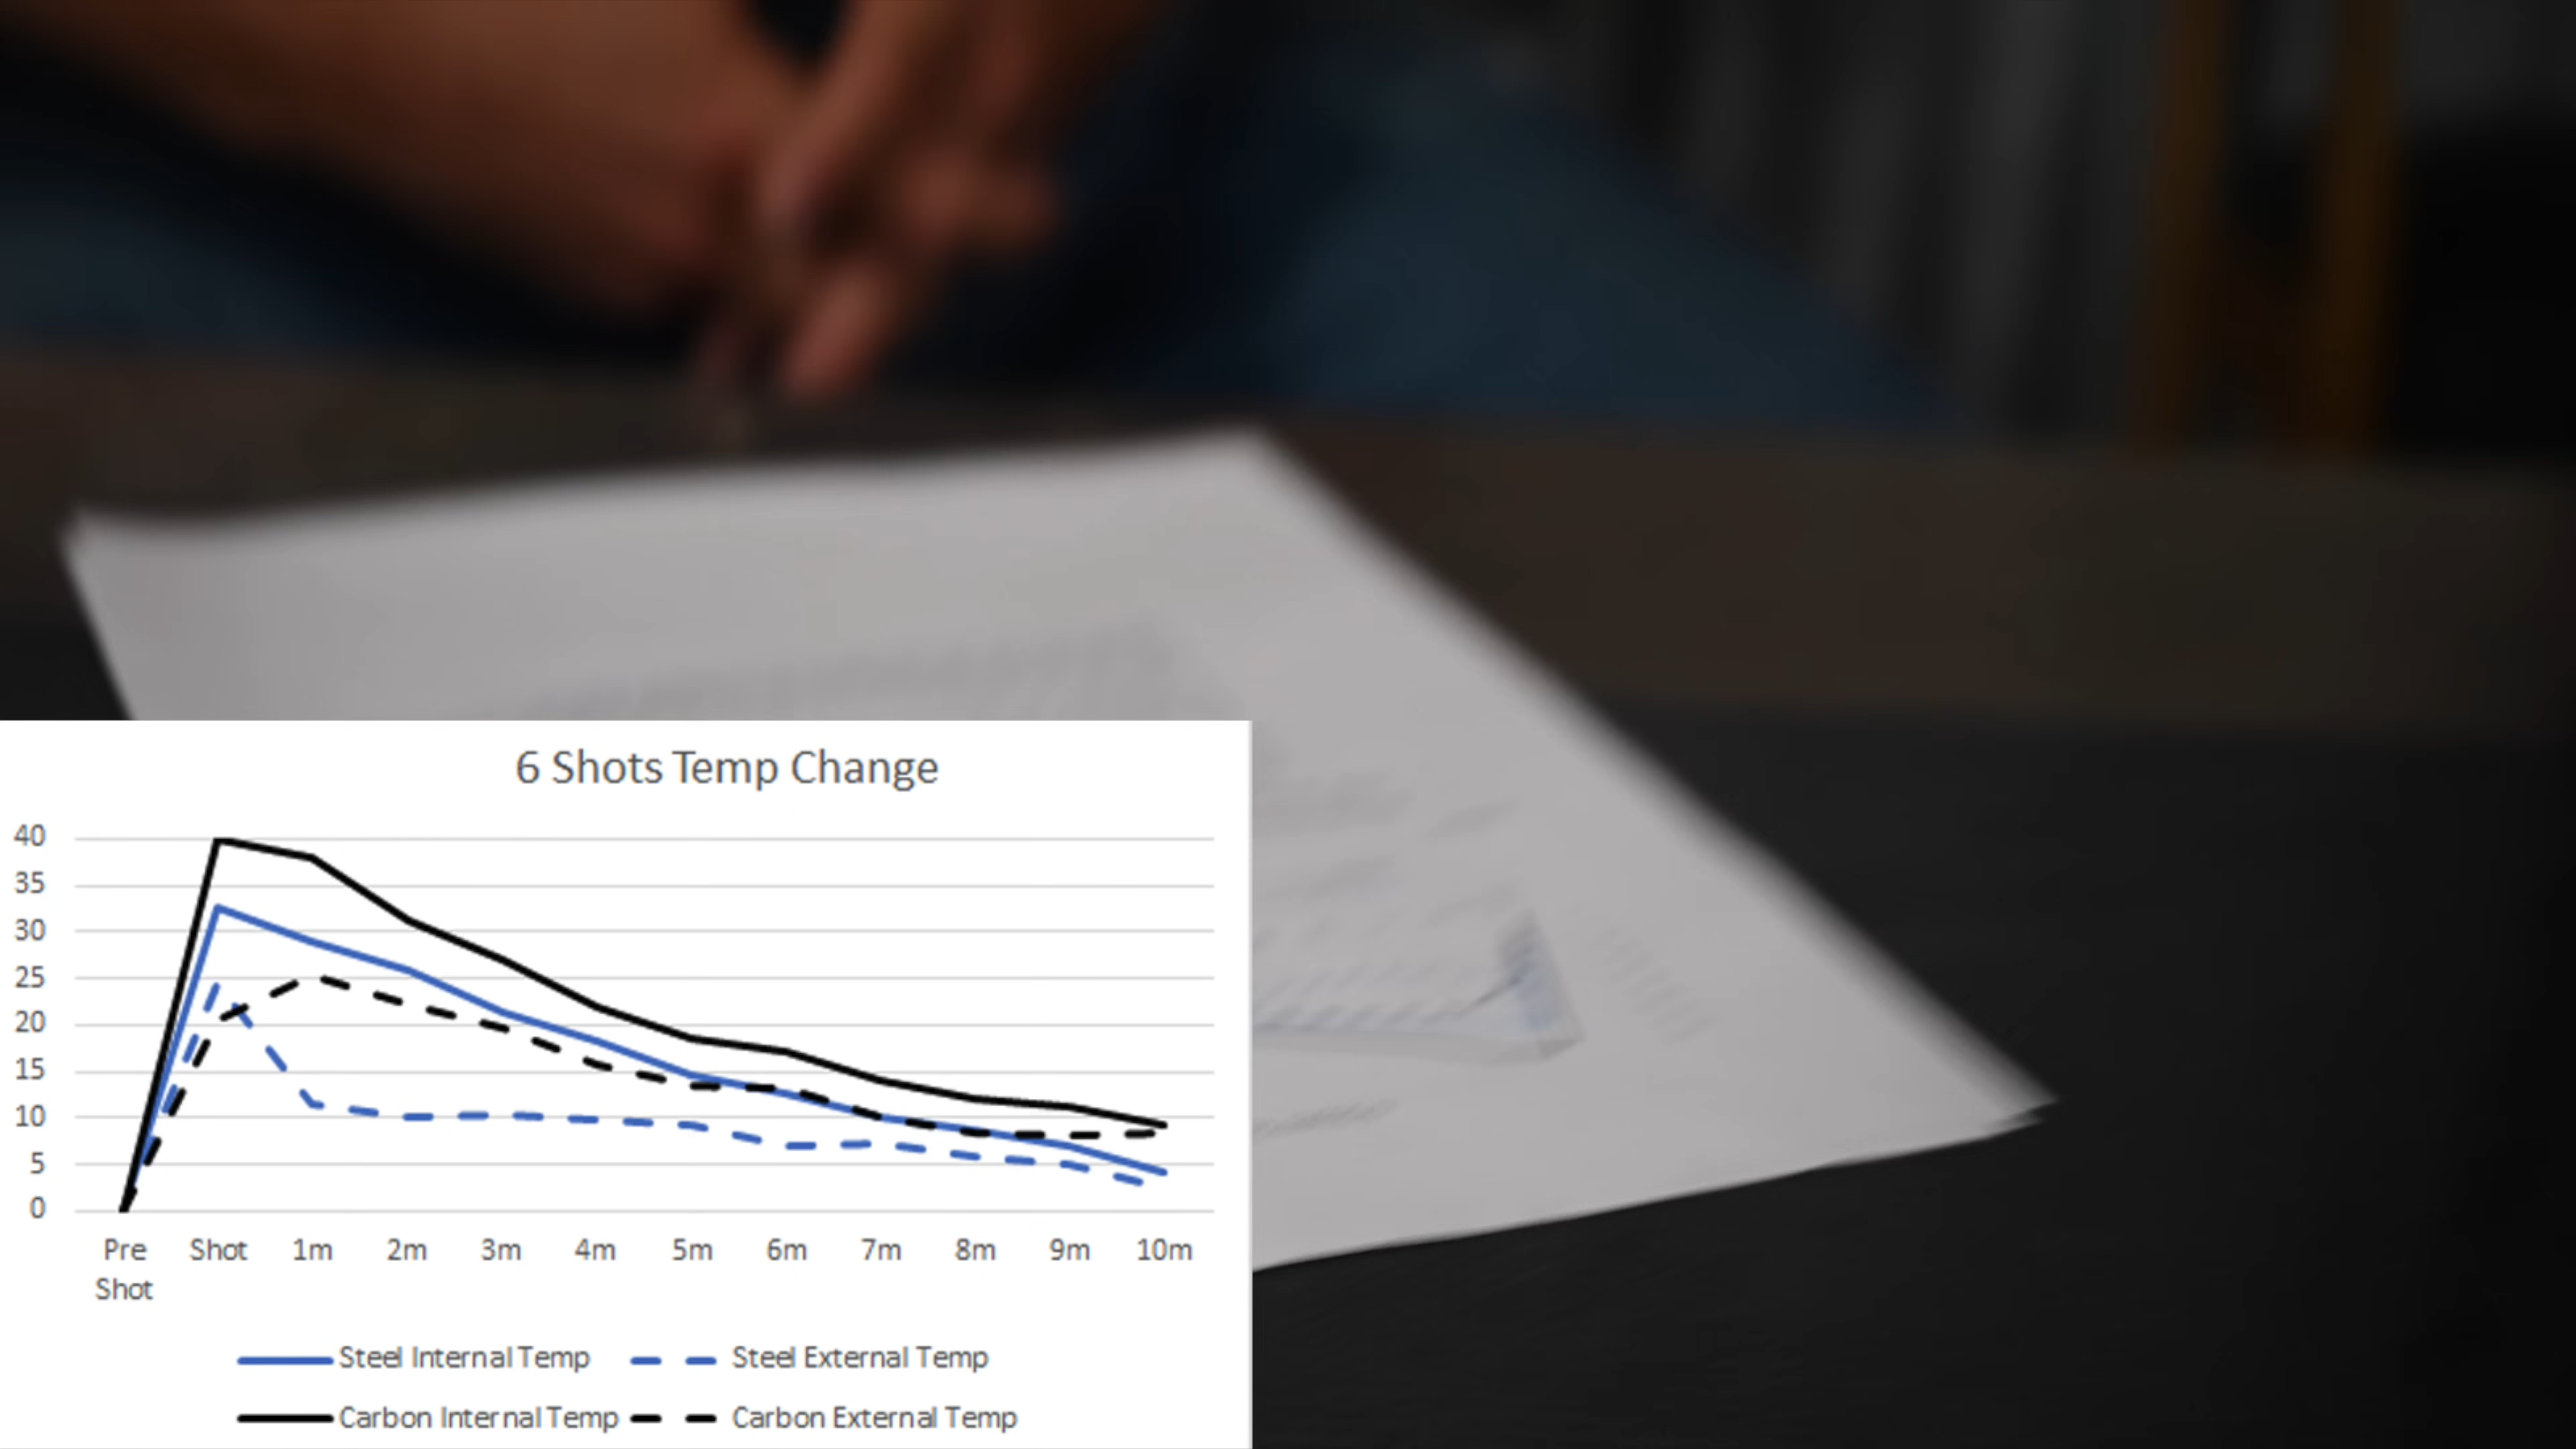 6 Shots Temp Change
40
35
30
25
20
15
10
5
0
Pre Shot 1m 2m 3m 4m 5m 6m 7m 8m 9m 10m
Shot
Steel Internal Temp Steel External Temp
Carbon Internal Temp Carbon External Temp